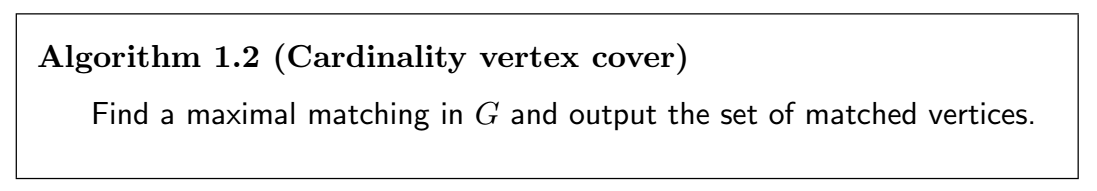 Algorithm 1.2 (Cardinality vertex cover)
Find a maximal matching in G and output the set of matched vertices.